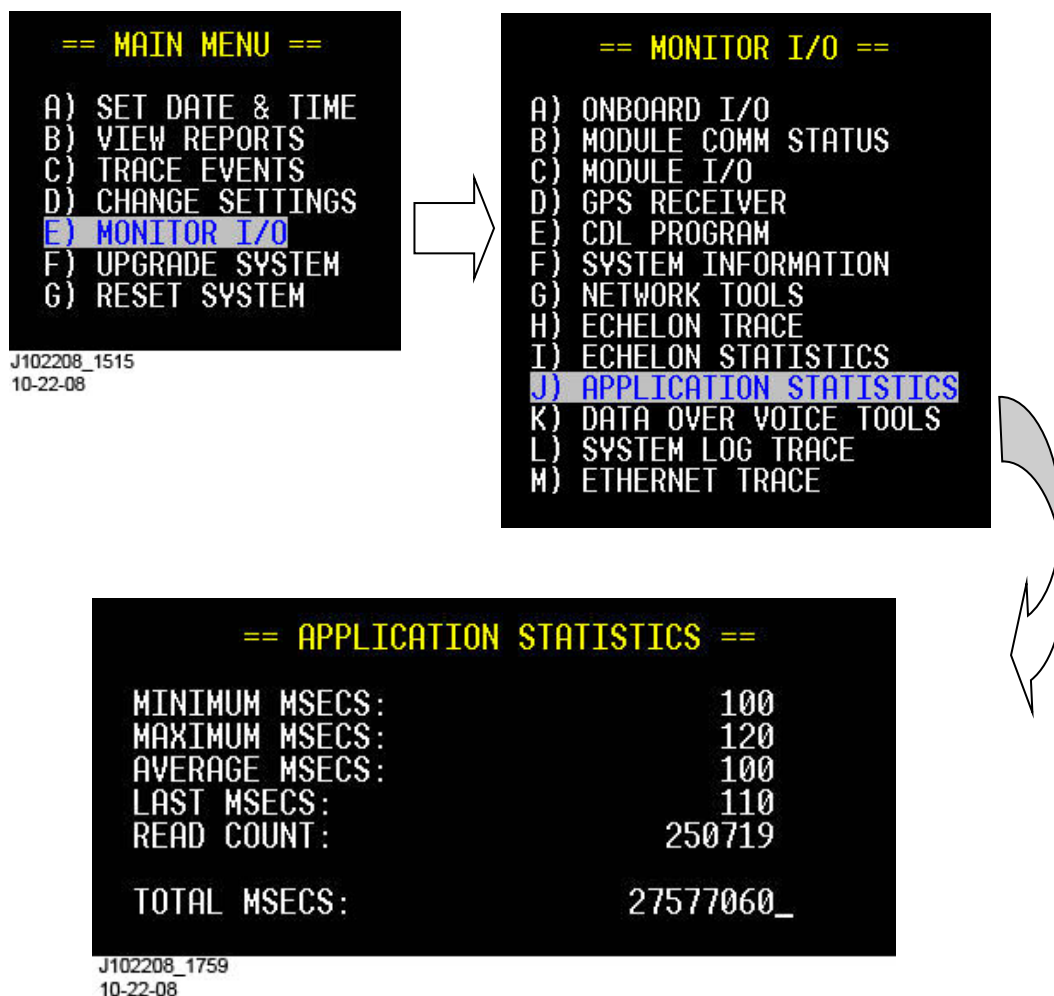 == MAIN MENU ==
A) SET DATE & TIME
B) VIEW REPORTS
C) TRACE EVENTS
D) CHANGE SETTINGS
E) MONITOR I/O
F) UPGRADE SYSTEM
G) RESET SYSTEM
J102208_1515
10-22-08
== MONITOR I/O ==
A) ONBOARD I/O
B) MODULE COMM STATUS
C) MODULE I/O
D) GPS RECEIVER
E) CDL PROGRAM
F) SYSTEM INFORMATION
G) NETWORK TOOLS
H) ECHELON TRACE
I) ECHELON STATISTICS
J) APPLICATION STATISTICS
K) DATA OVER VOICE TOOLS
L) SYSTEM LOG TRACE
M) ETHERNET TRACE
== APPLICATION STATISTICS ==
MINIMUM MSECS: 100
MAXIMUM MSECS: 120
AVERAGE MSECS: 100
LAST MSECS: 110
READ COUNT: 250719
TOTAL MSECS: 27577060_
J102208_1759
10-22-08